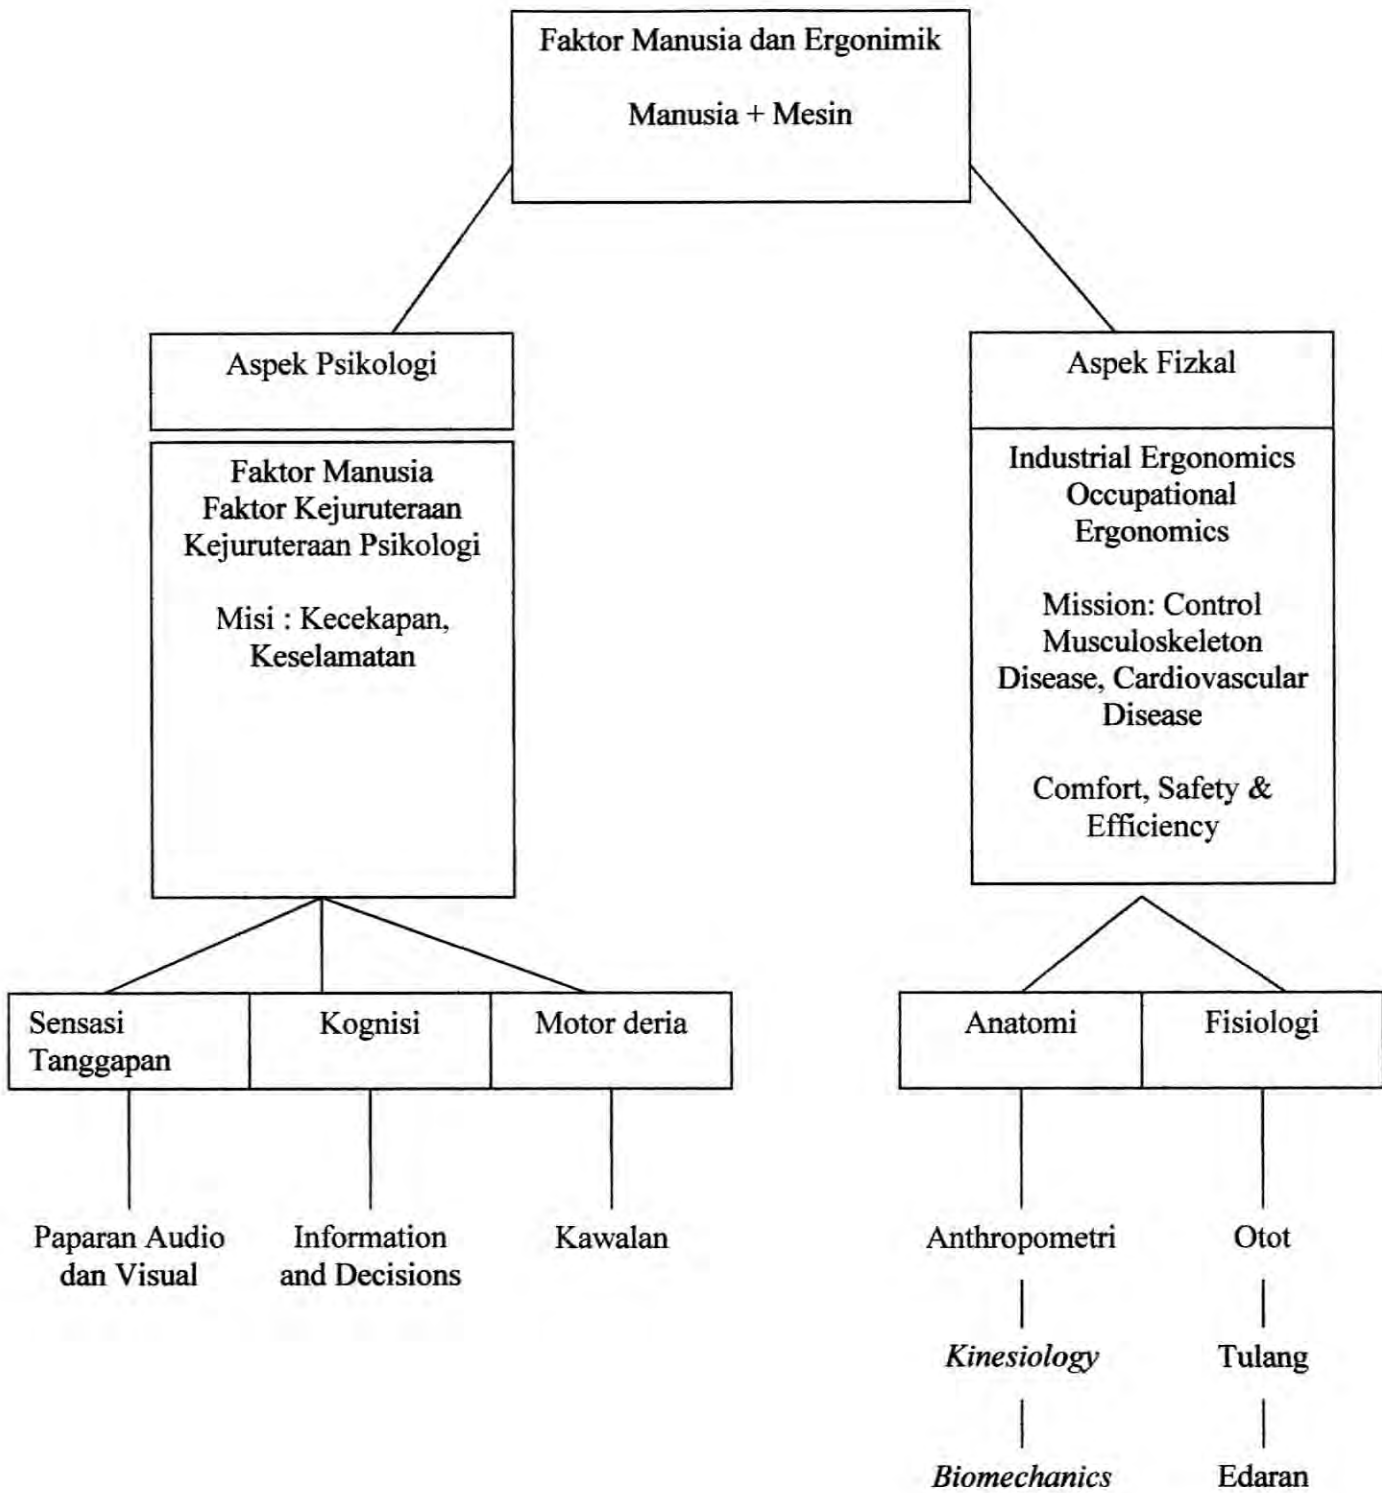 Faktor Manusia dan Ergonimik
Manusia + Mesin
Aspek Psikologi
Faktor Manusia
Faktor Kejuruteraan
Kejuruteraan Psikologi
Misi : Kecekapan,
Keselamatan
Aspek Fizkal
Industrial Ergonomics
Occupational
Ergonomics
Mission: Control
Musculoskeleton
Disease, Cardiovascular
Disease
Comfort, Safety &
Efficiency
Sensasi
Tanggapan
Kognisi
Motor deria
Anatomi
Fisiologi
Paparan Audio
dan Visual
Information
and Decisions
Kawalan
Anthropometri
Kinesiology
Biomechanics
Otot
Tulang
Edaran